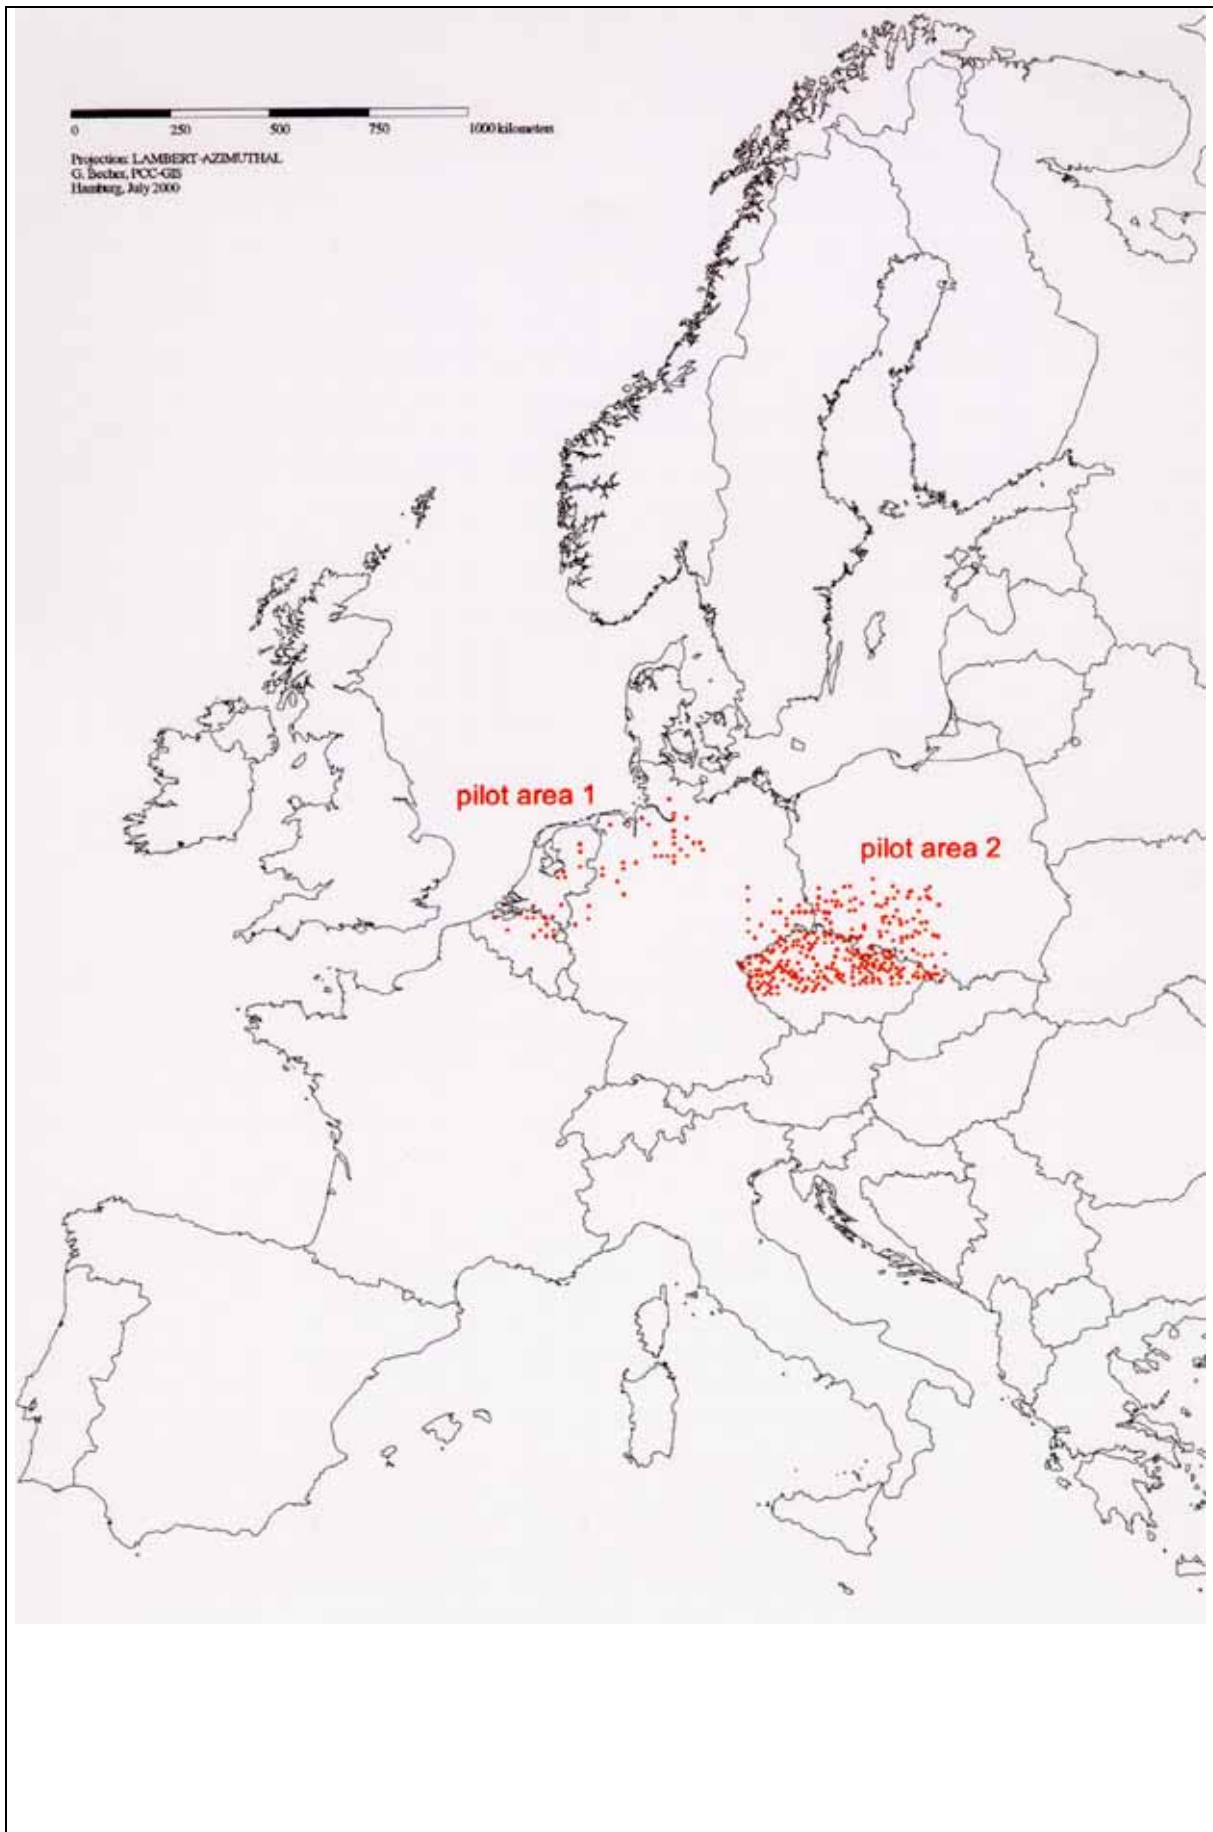 0 250 500 750 1000 kilometers
Projection: LAMBERT-AZIMUTHAL
G. Becher, PCC-GIS
Hamburg, July 2000
pilot area 1
pilot area 2